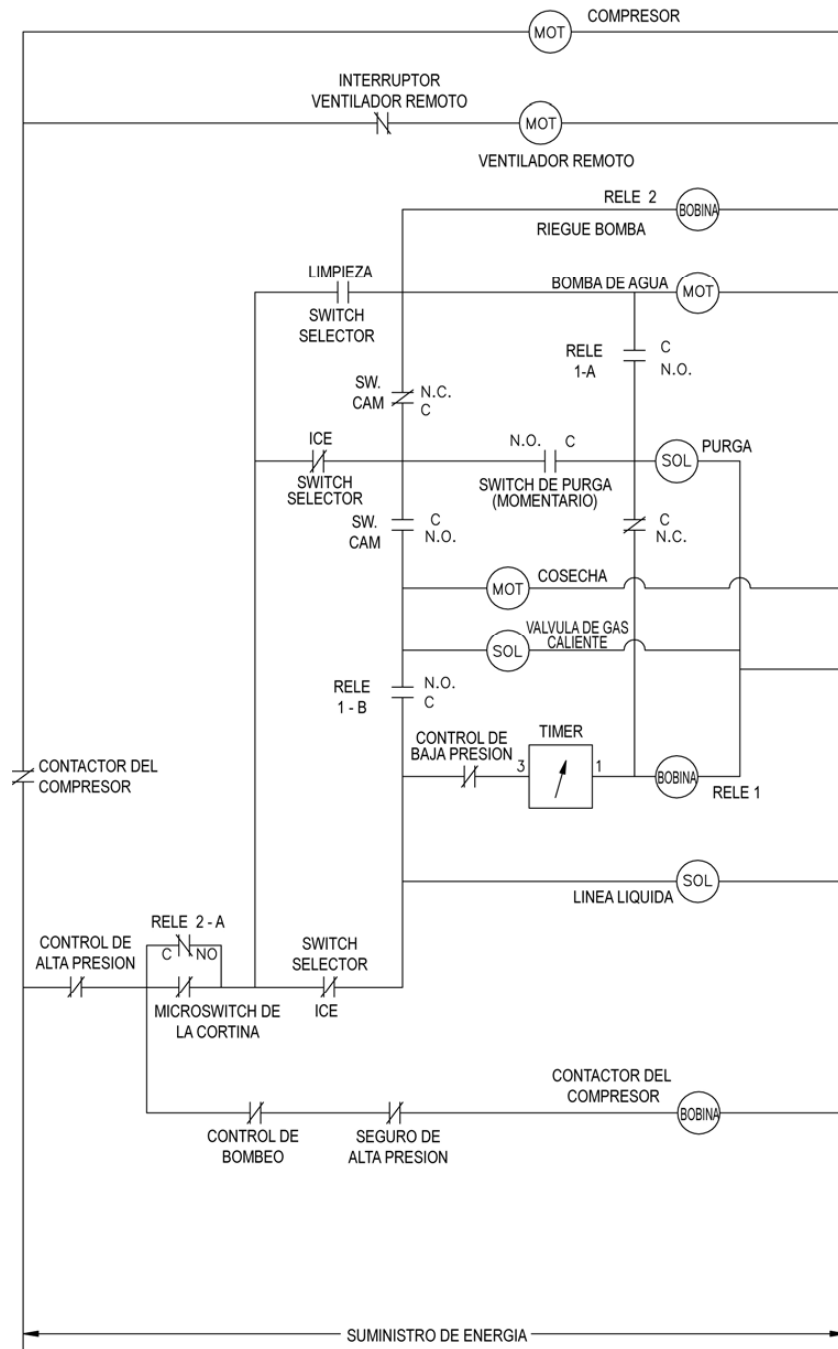 COMPRESOR
MOT
INTERRUPTOR
VENTILADOR REMOTO
MOT
VENTILADOR REMOTO
RELE 2
BOBINA
RIEGUE BOMBA
LIMPIEZA
BOMBA DE AGUA
MOT
SWITCH
SELECTOR
RELE
1-A
C
N.O.
SW.
CAM
N.C.
C
ICE
N.O. C
PURGA
SOL
SWITCH
SELECTOR
SWITCH DE PURGA
(MOMENTARIO)
SW.
CAM
C
N.O.
C
N.C.
COSECHA
MOT
VALVULA DE GAS
CALIENTE
SOL
RELE
1 - B
N.O.
C
CONTROL DE
BAJA PRESION
TIMER
3
1
BOBINA
RELE 1
CONTACTOR DEL
COMPRESOR
SOL
LINEA LIQUIDA
RELE 2 - A
C NO
CONTROL DE
ALTA PRESION
SWITCH
SELECTOR
MICROSWITCH DE
LA CORTINA
ICE
CONTACTOR DEL
COMPRESOR
BOBINA
CONTROL DE
BOMBEO
SEGURO DE
ALTA PRESION
SUMINISTRO DE ENERGIA